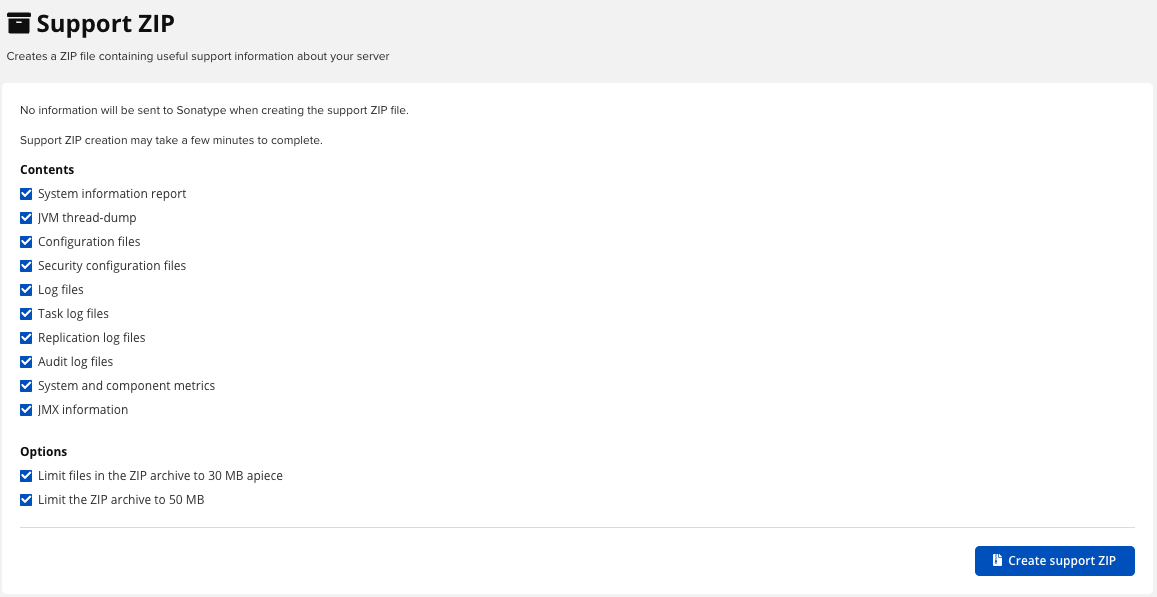 Support ZIP
Creates a ZIP file containing useful support information about your server
No information will be sent to Sonatype when creating the support ZIP file.
Support ZIP creation may take a few minutes to complete.
Contents
System information report
JVM thread-dump
Configuration files
Security configuration files
Log files
Task log files
Replication log files
Audit log files
System and component metrics
JMX information
Options
Limit files in the ZIP archive to 30 MB apiece
Limit the ZIP archive to 50 MB
Create support ZIP